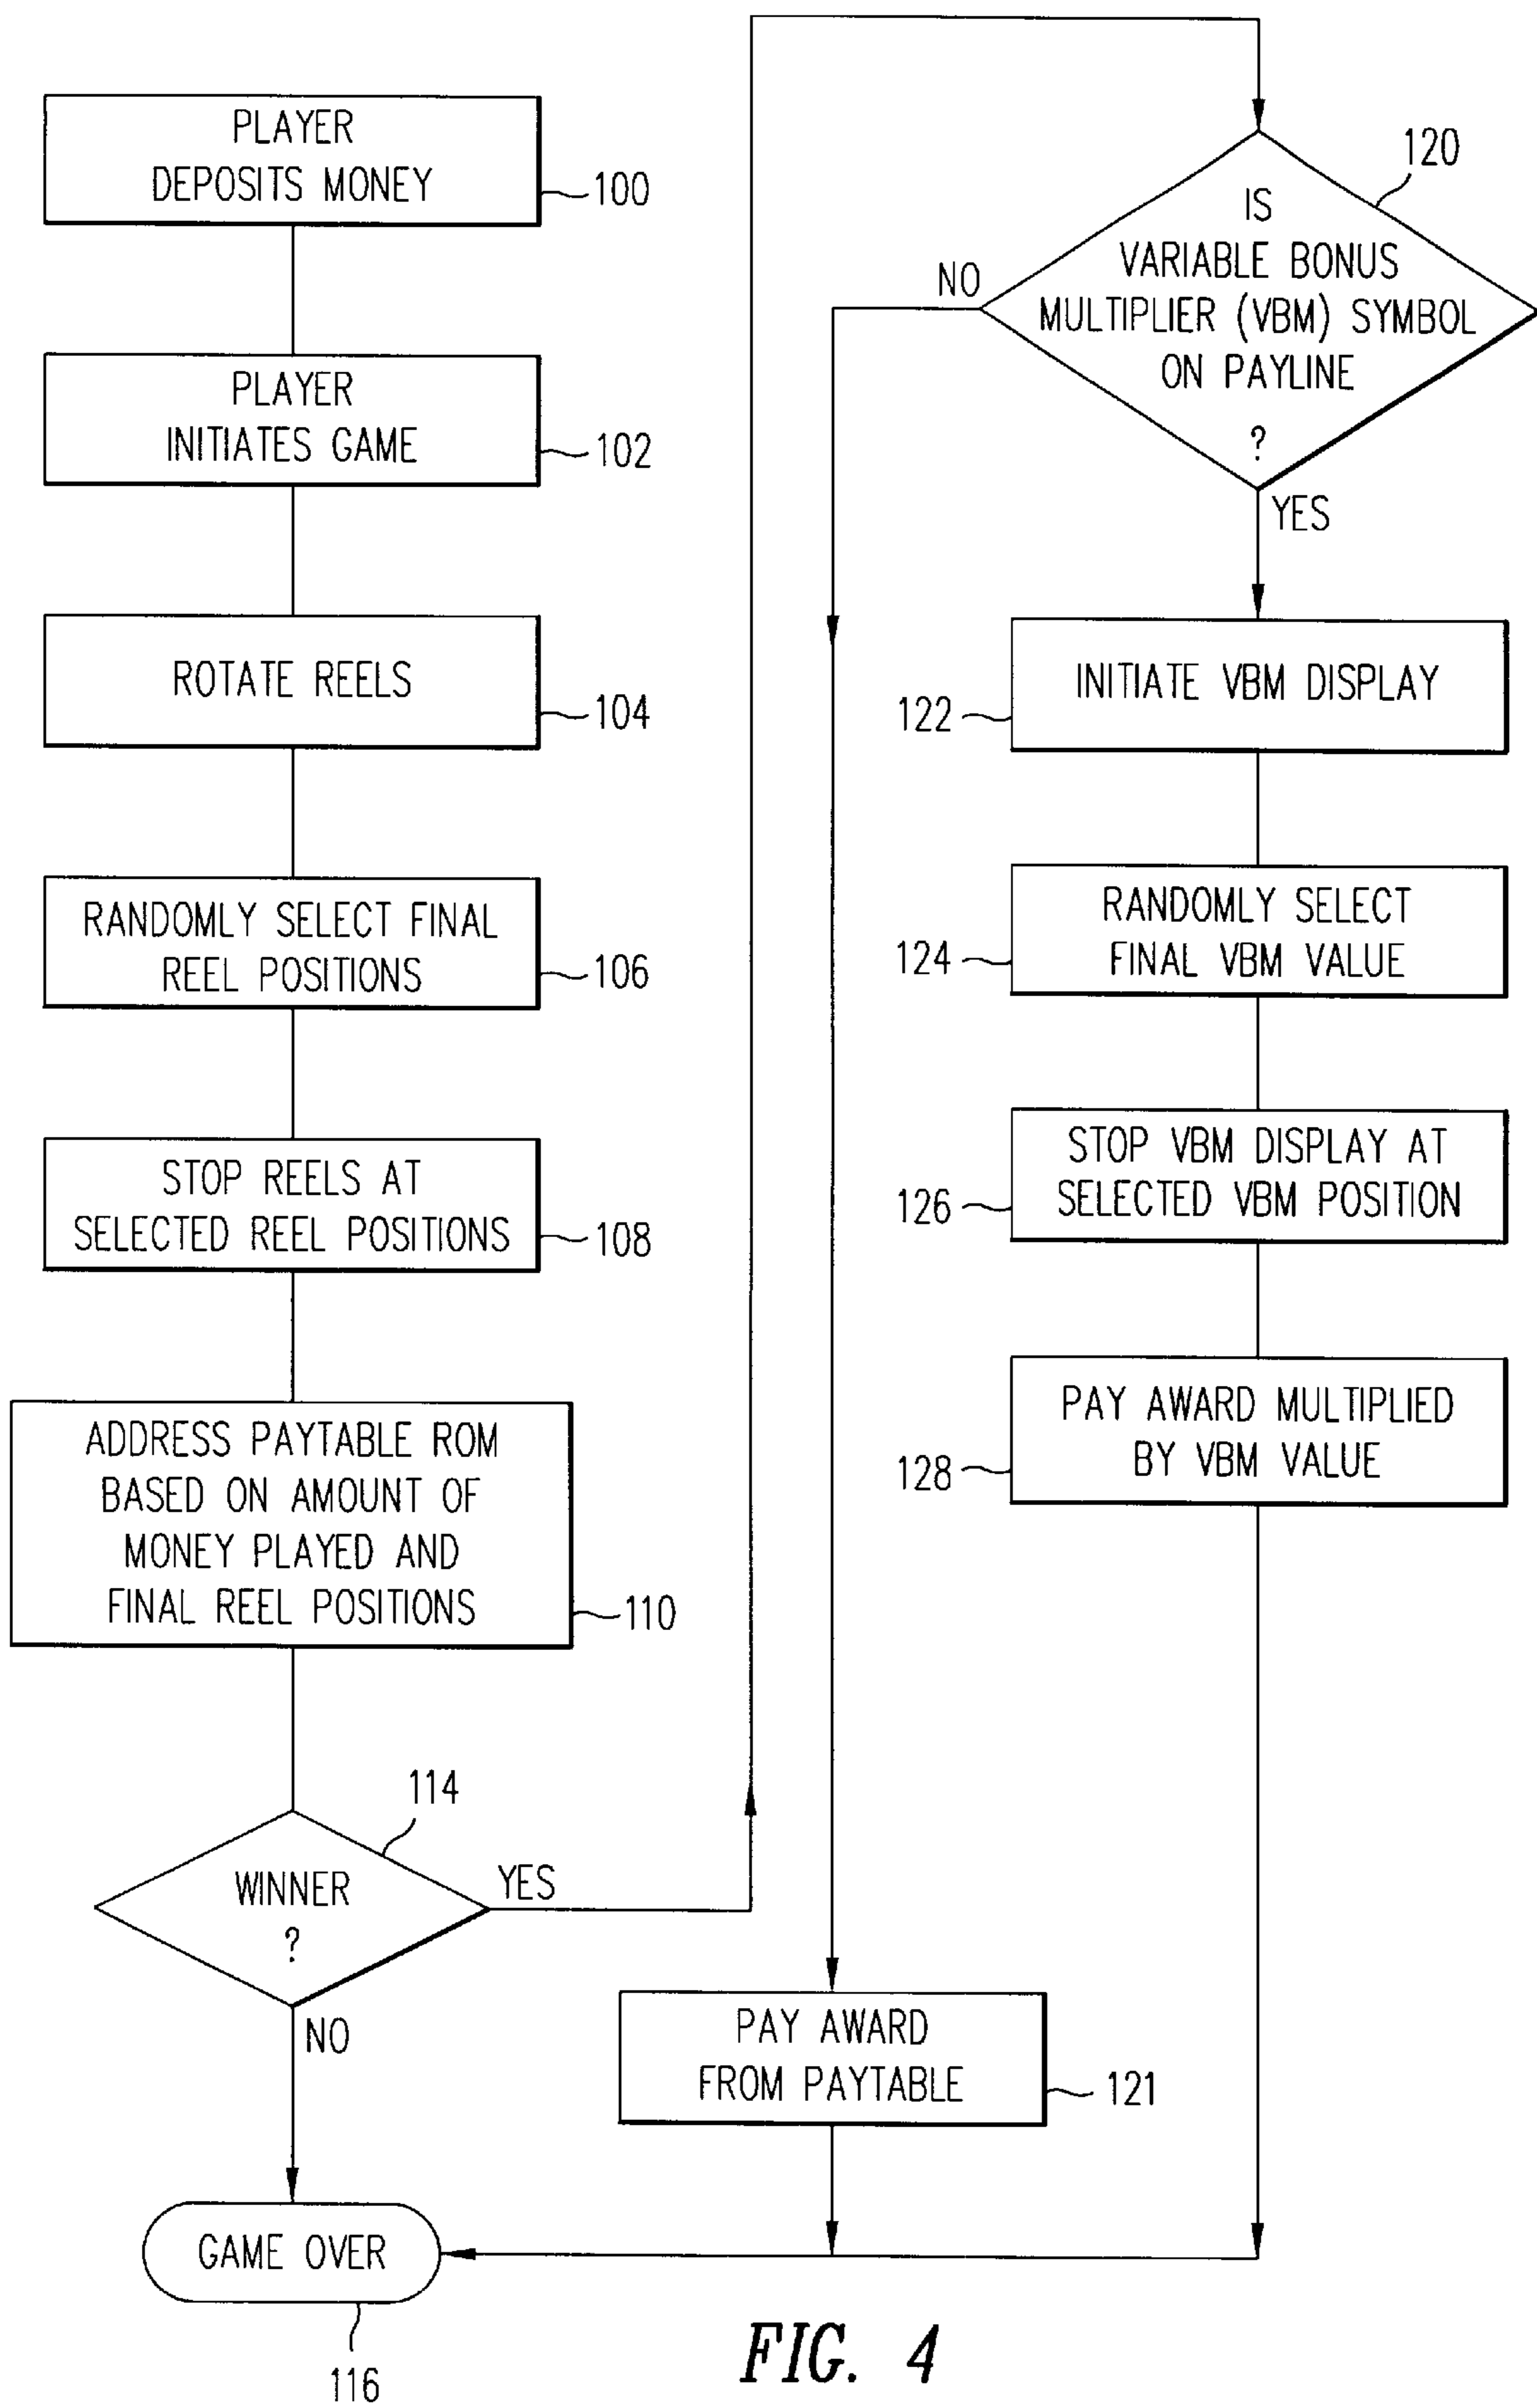 PLAYER
DEPOSITS MONEY
100
PLAYER
INITIATES GAME
102
ROTATE REELS
104
RANDOMLY SELECT FINAL
REEL POSITIONS
106
STOP REELS AT
SELECTED REEL POSITIONS
108
ADDRESS PAYTABLE ROM
BASED ON AMOUNT OF
MONEY PLAYED AND
FINAL REEL POSITIONS
110
114
WINNER
?
YES
NO
GAME OVER
116
120
IS
VARIABLE BONUS
MULTIPLIER (VBM) SYMBOL
ON PAYLINE
?
NO
YES
INITIATE VBM DISPLAY
122
RANDOMLY SELECT
FINAL VBM VALUE
124
STOP VBM DISPLAY AT
SELECTED VBM POSITION
126
PAY AWARD MULTIPLIED
BY VBM VALUE
128
PAY AWARD
FROM PAYTABLE
121
FIG. 4